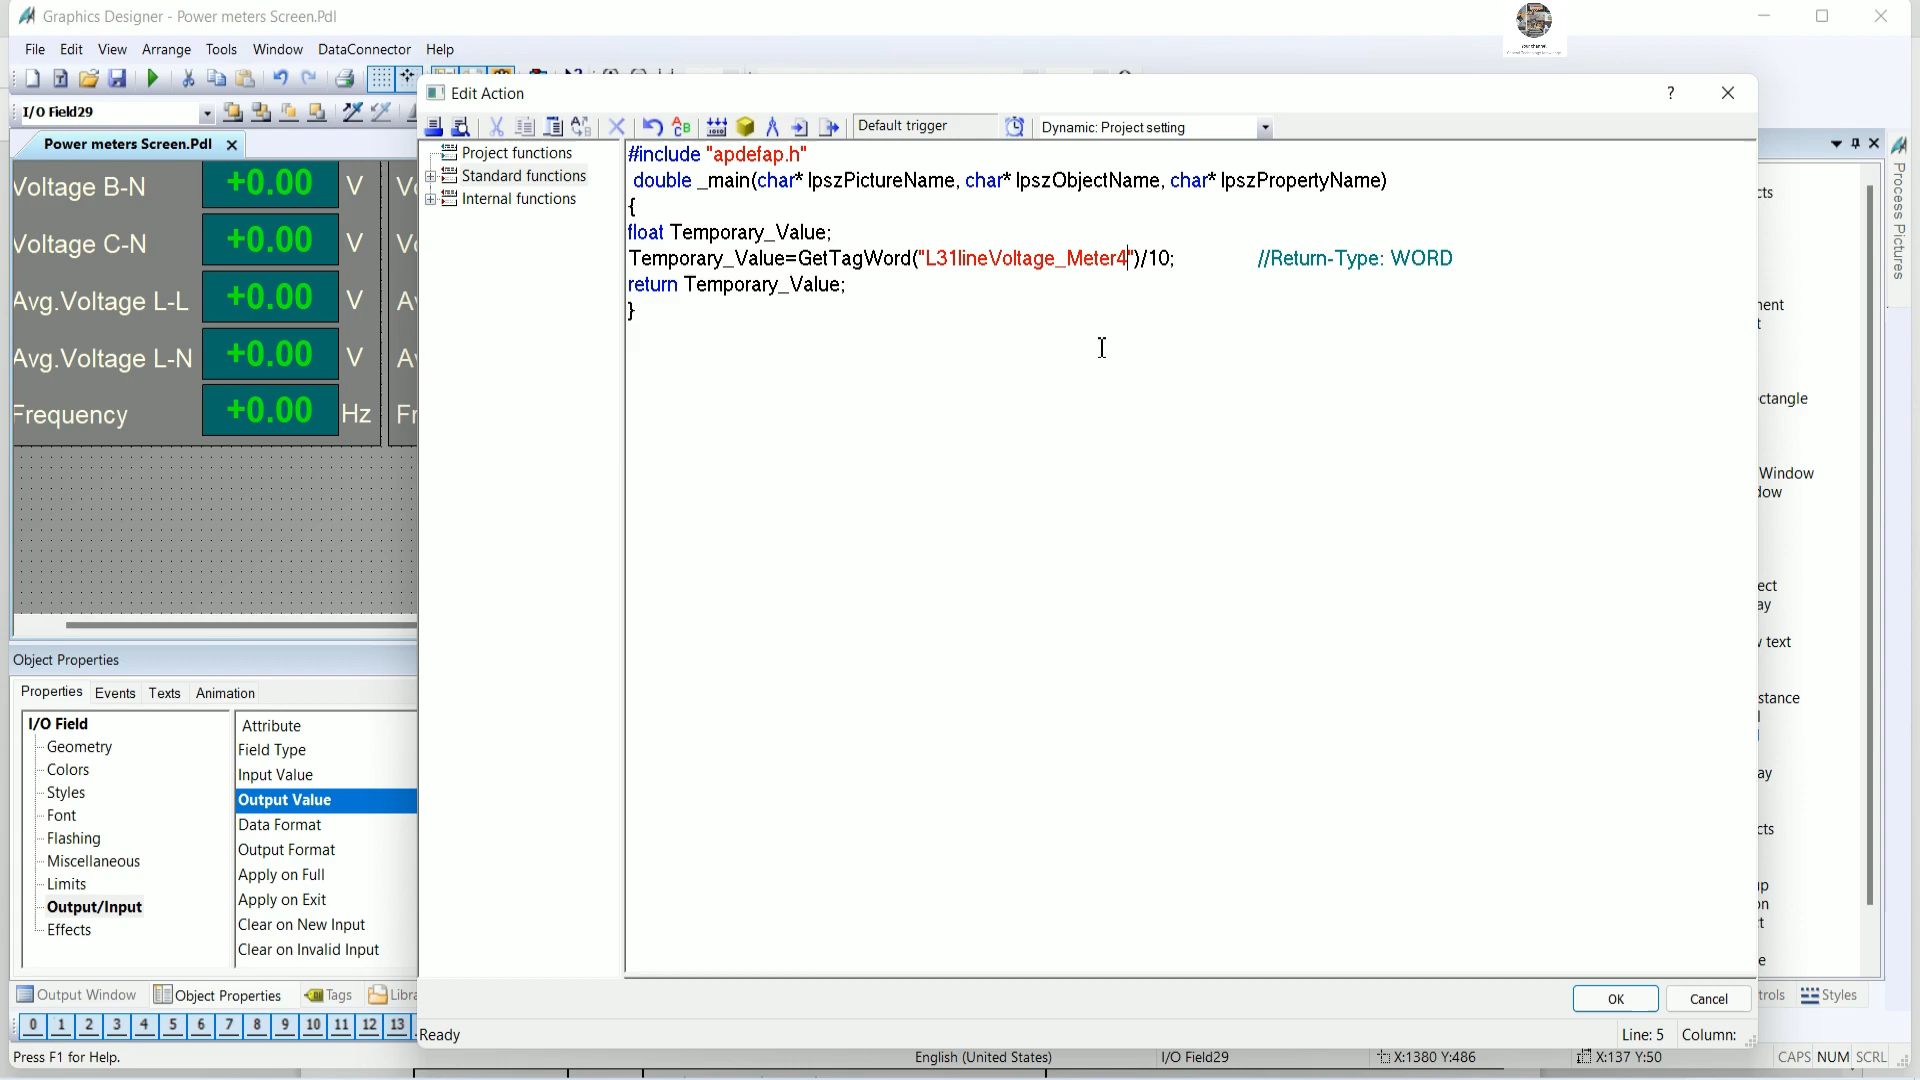 Graphics Designer - Power meters Screen.Pdl
File Edit View Arrange Tools Window DataConnector Help
I/O Field29
Power meters Screen.Pdl
Voltage B-N +0.00 V
Voltage C-N +0.00 V
Avg.Voltage L-L +0.00 V
Avg.Voltage L-N +0.00 V
Frequency +0.00 Hz
Edit Action
Default trigger
Dynamic: Project setting
Project functions
Standard functions
Internal functions
#include "apdefap.h"
double _main(char* lpszPictureName, char* lpszObjectName, char* lpszPropertyName)
{
float Temporary_Value;
Temporary_Value=GetTagWord("L31lineVoltage_Meter4")/10; //Return-Type: WORD
return Temporary_Value;
}
OK Cancel
Ready
Line: 5 Column:
Process Pictures
Object Properties
Properties Events Texts Animation
I/O Field
Geometry
Colors
Styles
Font
Flashing
Miscellaneous
Limits
Output/Input
Effects
Attribute
Field Type
Input Value
Output Value
Data Format
Output Format
Apply on Full
Apply on Exit
Clear on New Input
Clear on Invalid Input
Output Window Object Properties Tags
Styles
0 1 2 3 4 5 6 7 8 9 10 11 12 13
Press F1 for Help. English (United States) I/O Field29 X:1380 Y:486 X:137 Y:50 CAPS NUM SCRL